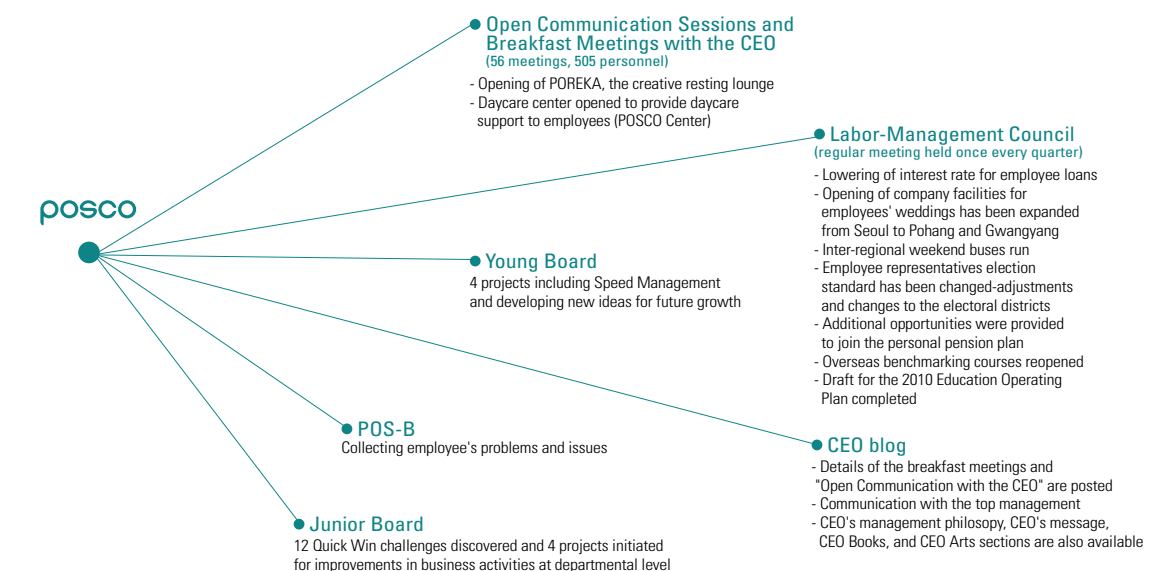 Open Communication Sessions and
Breakfast Meetings with the CEO
(56 meetings, 505 personnel)
- Opening of POREKA, the creative resting lounge
- Daycare center opened to provide daycare
support to employees (POSCO Center)
Labor-Management Council
(regular meeting held once every quarter)
- Lowering of interest rate for employee loans
- Opening of company facilities for
employees' weddings has been expanded
from Seoul to Pohang and Gwangyang
- Inter-regional weekend buses run
- Employee representatives election
standard has been changed-adjustments
and changes to the electoral districts
- Additional opportunities were provided
to join the personal pension plan
- Overseas benchmarking courses reopened
- Draft for the 2010 Education Operating
Plan completed
posco
Young Board
4 projects including Speed Management
and developing new ideas for future growth
POS-B
Collecting employee's problems and issues
CEO blog
- Details of the breakfast meetings and
"Open Communication with the CEO" are posted
- Communication with the top management
- CEO's management philosopy, CEO's message,
CEO Books, and CEO Arts sections are also available
Junior Board
12 Quick Win challenges discovered and 4 projects initiated
for improvements in business activities at departmental level